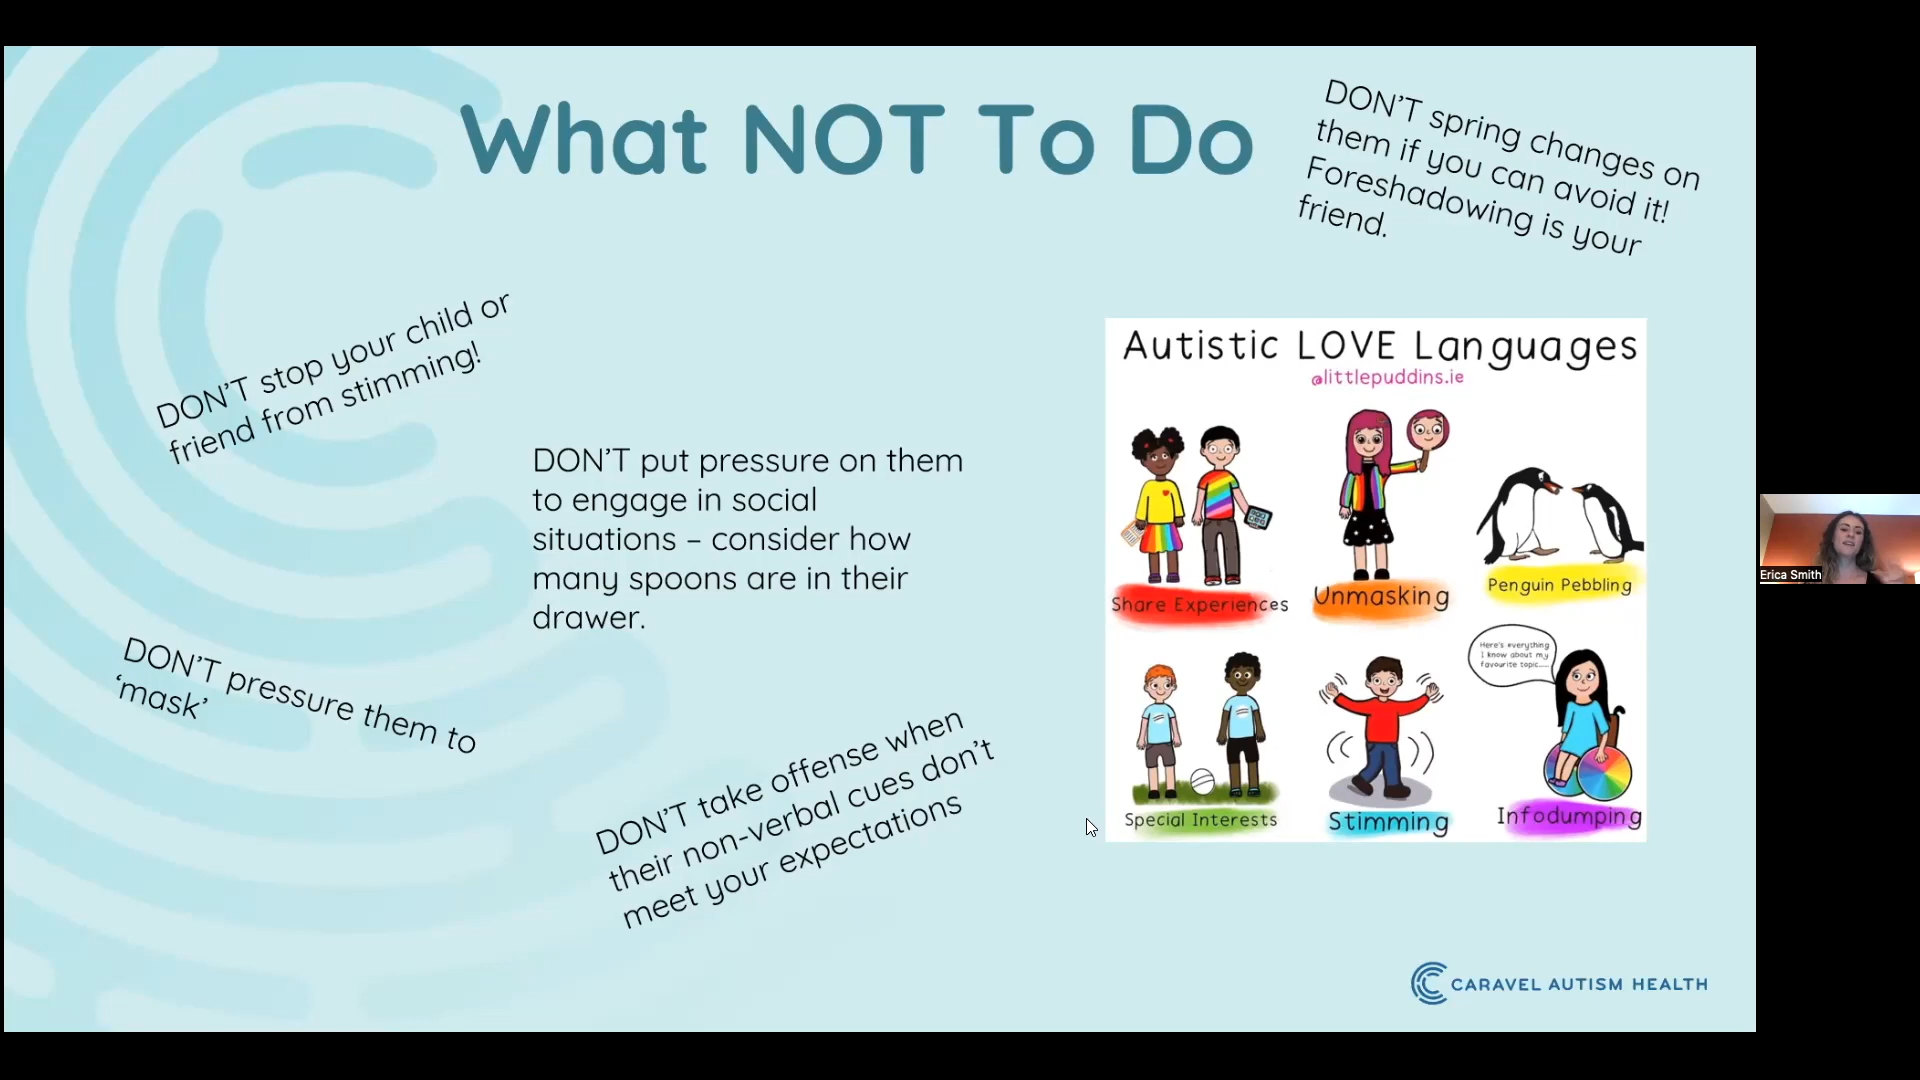 What NOT To Do
DON'T spring changes on
them if you can avoid it!
Foreshadowing is your
friend.
DON'T stop your child or
friend from stimming!
DON'T put pressure on them
to engage in social
situations – consider how
many spoons are in their
drawer.
DON'T pressure them to
‘mask’
DON'T take offense when
their non-verbal cues don't
meet your expectations
Autistic LOVE Languages
@littlepuddins.ie
Share Experiences
Unmasking
Penguin Pebbling
Here's everything
I know about my
favourite topic.....
Special Interests
Stimming
Infodumping
CARAVEL AUTISM HEALTH
Erica Smith